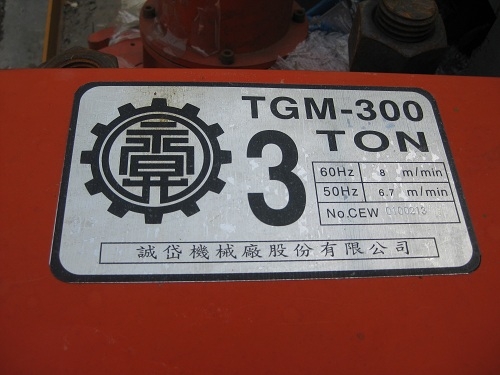 TGM-300
3 TON
60Hz 8 m/min
50Hz 6.7 m/min
No.CEW 0300213
誠岱機械廠股份有限公司